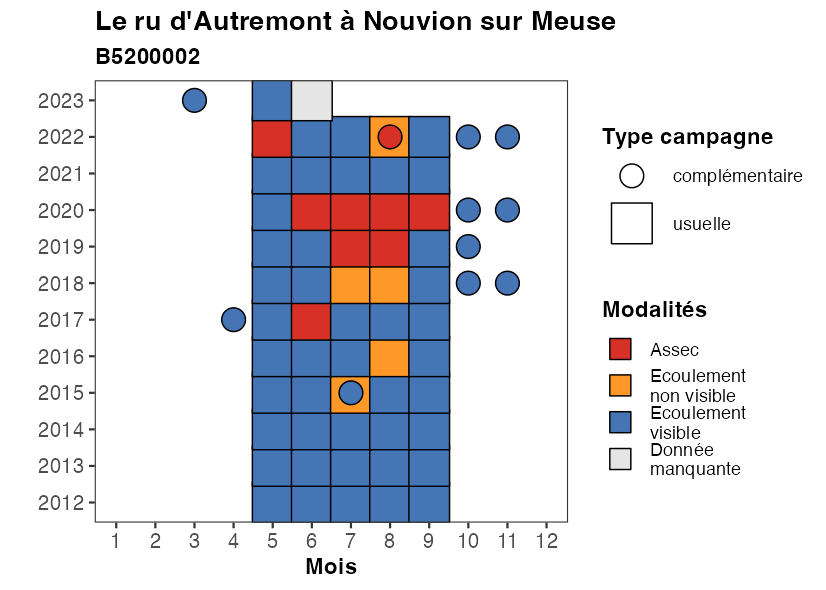 Le ru d'Autremont à Nouvion sur Meuse
B5200002
2023
2022
2021
2020
2019
2018
2017
2016
2015
2014
2013
2012
1 2 3 4 5 6 7 8 9 10 11 12
Mois
Type campagne
complémentaire
usuelle
Modalités
Assec
Ecoulement
non visible
Ecoulement
visible
Donnée
manquante